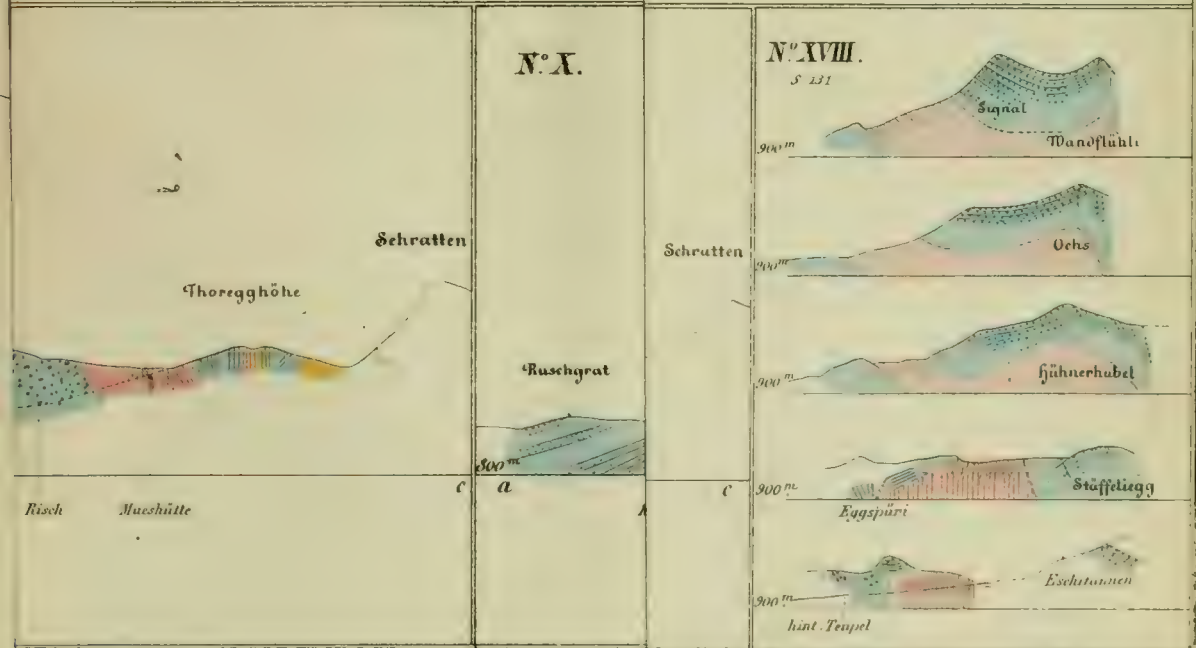 Schratten
Thoregghöhe
c
Risch
Mueshütte
N.º X.
Ruschgrat
800 m
a
Schratten
c
N.º XVIII.
S 131
Signal
Wandflühli
900 m
Ochs
900 m
Hühnerhubel
900 m
Stäffeliegg
900 m
Eggspüri
Eschitannen
900 m
hint. Teupel